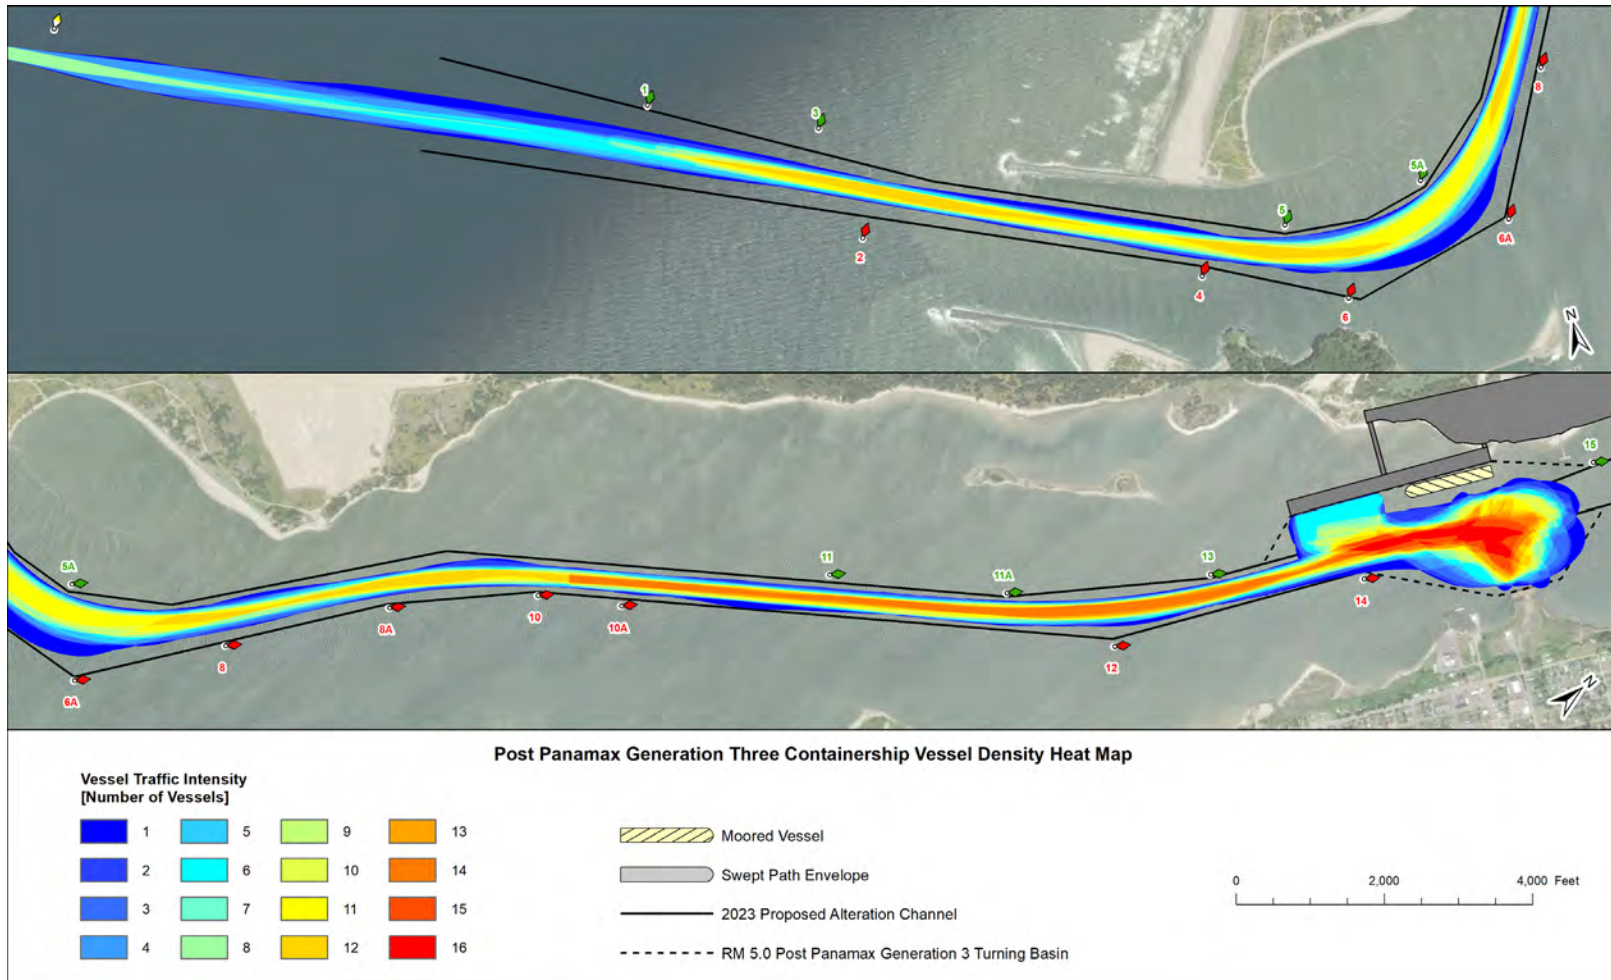 1
3
8
5A
5
6A
2
4
6
N
15
5A
11
11A
13
14
8A
10
10A
8
12
6A
N
Post Panamax Generation Three Containership Vessel Density Heat Map
Vessel Traffic Intensity
[Number of Vessels]
1 5 9 13
2 6 10 14
3 7 11 15
4 8 12 16
Moored Vessel
Swept Path Envelope
2023 Proposed Alteration Channel
RM 5.0 Post Panamax Generation 3 Turning Basin
0 2,000 4,000 Feet